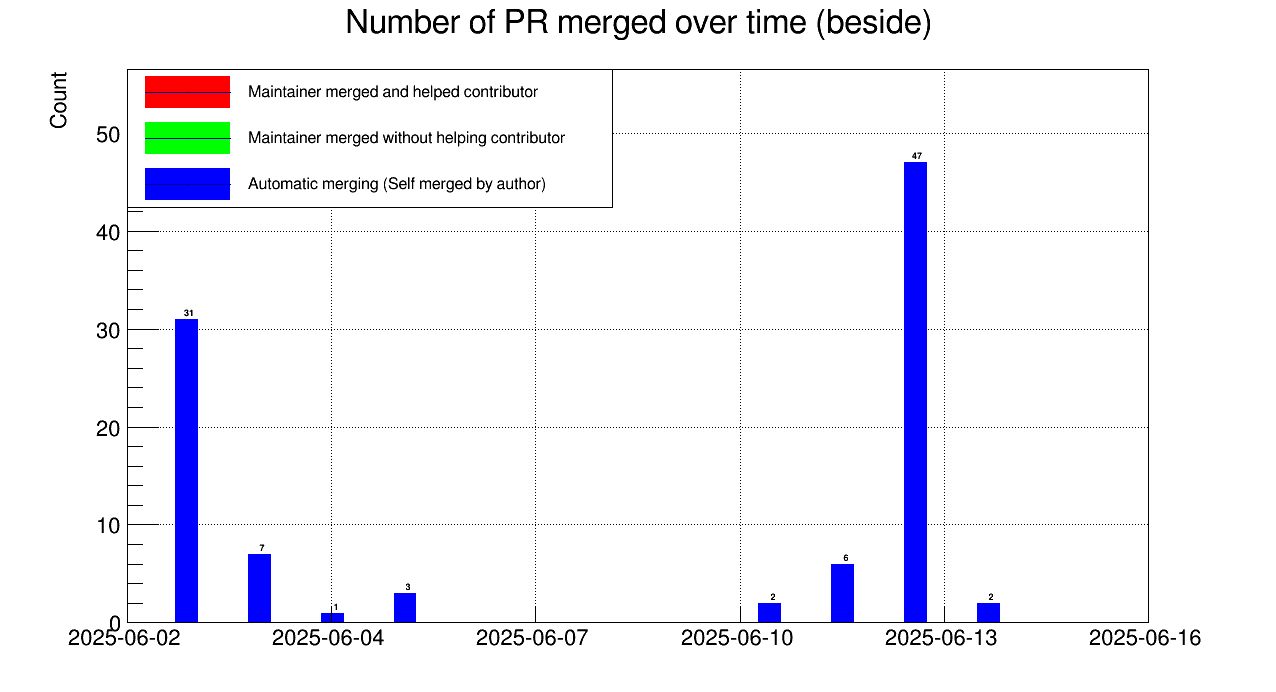 Number of PR merged over time (beside)
Count
Maintainer merged and helped contributor
Maintainer merged without helping contributor
Automatic merging (Self merged by author)
50
40
30
20
10
0
31
7
1
3
2
6
47
2
2025-06-02 2025-06-04 2025-06-07 2025-06-10 2025-06-13 2025-06-16